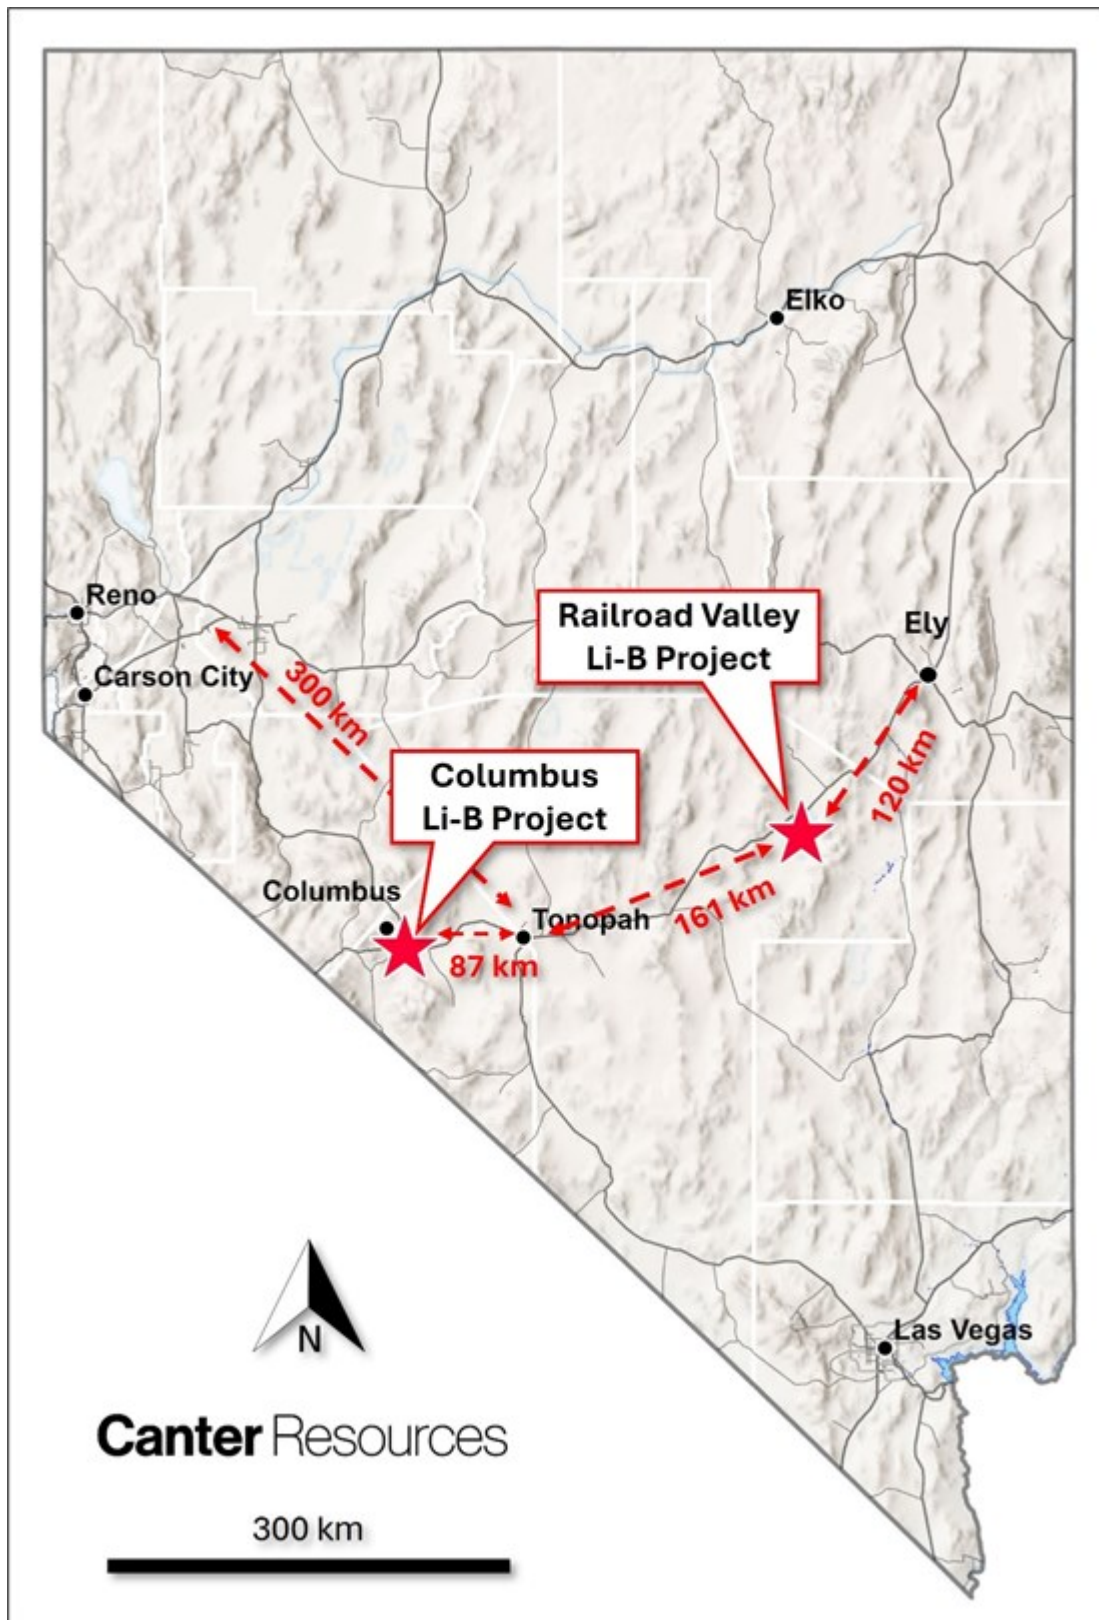 Elko
Reno
Railroad Valley
Li-B Project
Ely
Carson City
300 km
Columbus
Li-B Project
120 km
Columbus
Tonopah
161 km
87 km
Las Vegas
N
Canter Resources
300 km